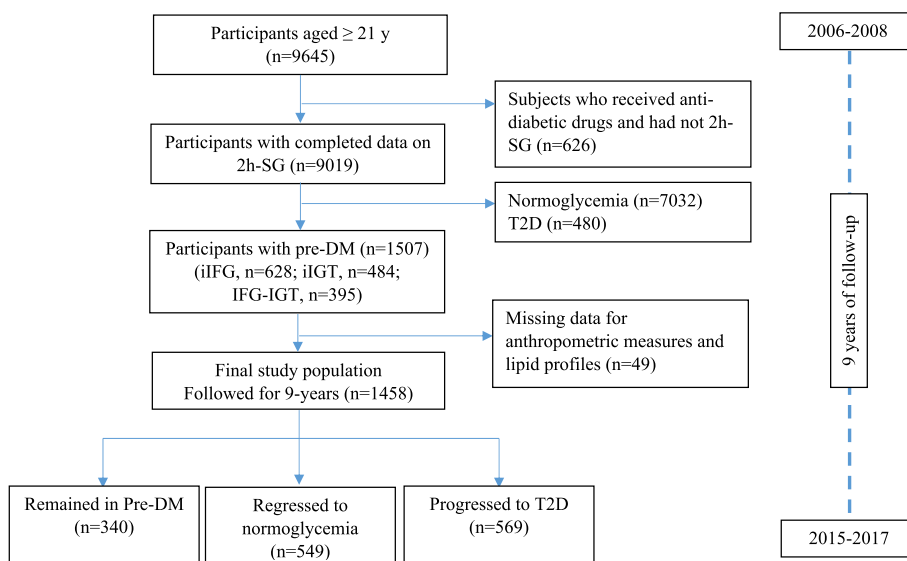 Participants aged ≥ 21 y
(n=9645)
2006-2008
Subjects who received anti-
diabetic drugs and had not 2h-
SG (n=626)
Participants with completed data on
2h-SG (n=9019)
Normoglycemia (n=7032)
T2D (n=480)
Participants with pre-DM (n=1507)
(iIFG, n=628; iIGT, n=484;
IFG-IGT, n=395)
9 years of follow-up
Missing data for
anthropometric measures and
lipid profiles (n=49)
Final study population
Followed for 9-years (n=1458)
Remained in Pre-DM
(n=340)
Regressed to
normoglycemia
(n=549)
Progressed to T2D
(n=569)
2015-2017